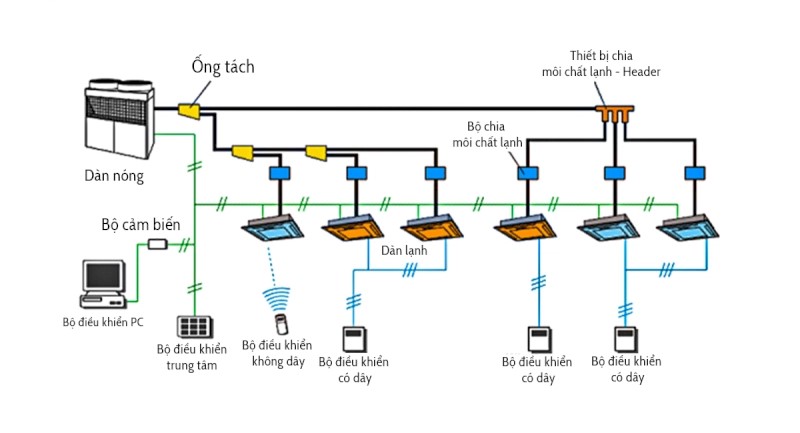 Thiết bị chia
môi chất lạnh - Header
Ống tách
Bộ chia
môi chất lạnh
Dàn nóng
Bộ cảm biến
Dàn lạnh
Bộ điều khiển PC
Bộ điều khiển
trung tâm
Bộ điều khiển
không dây
Bộ điều khiển
có dây
Bộ điều khiển
có dây
Bộ điều khiển
có dây